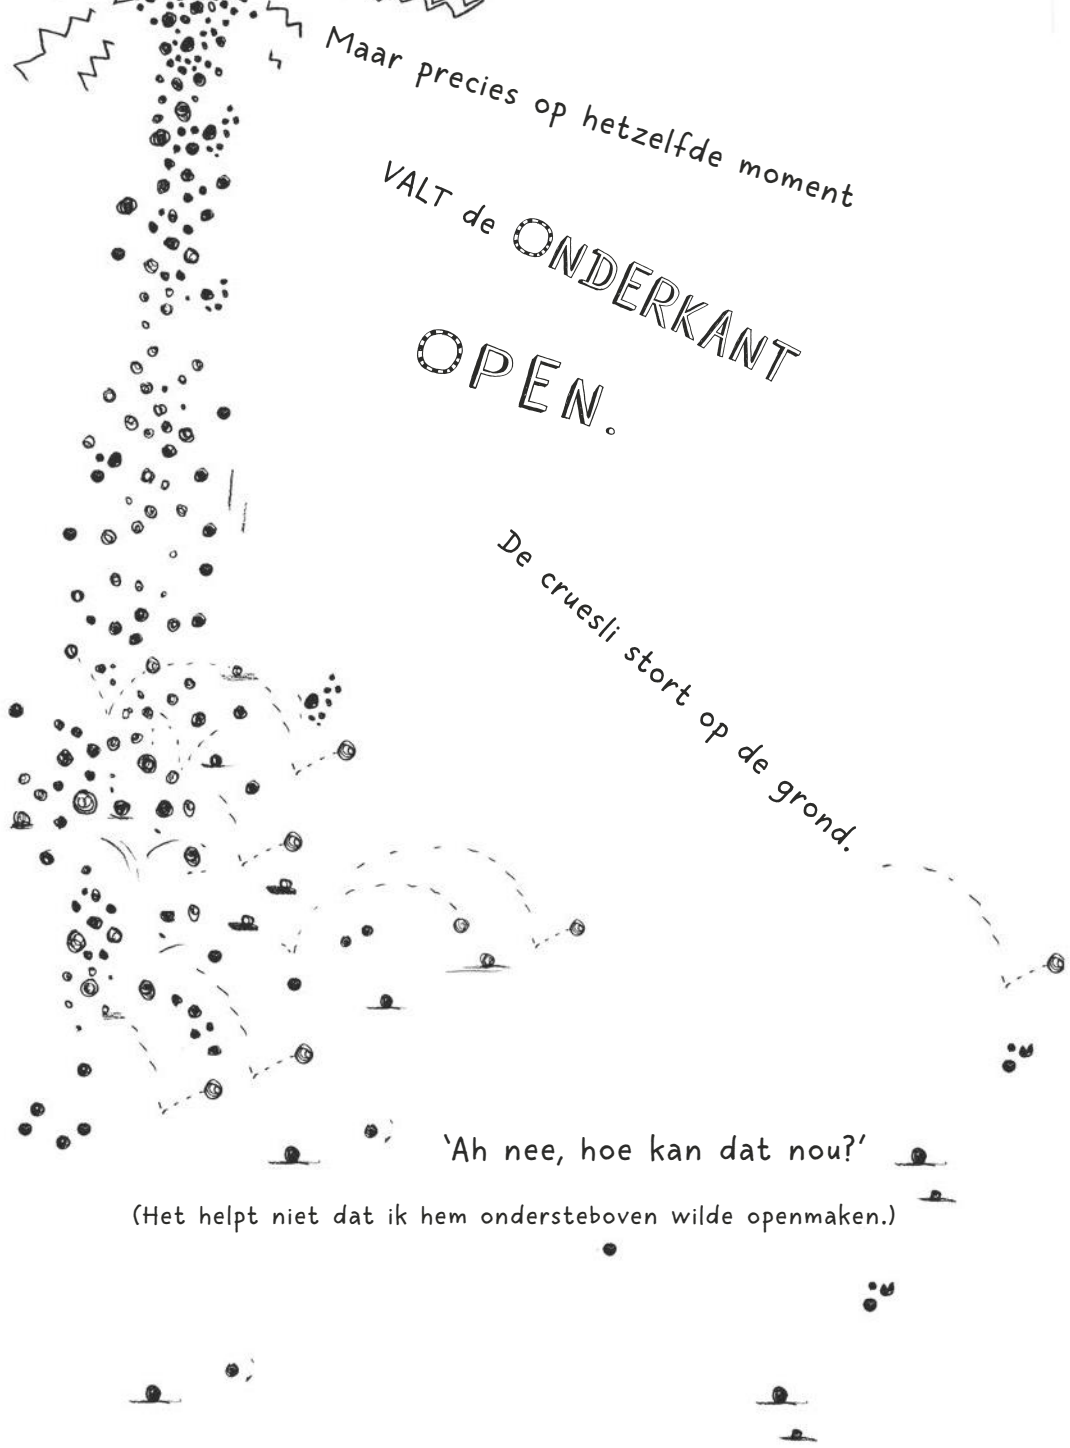 Maar precies op hetzelfde moment
VALT de ONDERKANT
OPEN.
De cruesli stort op de grond.
‘Ah nee, hoe kan dat nou?’
(Het helpt niet dat ik hem ondersteboven wilde openmaken.)